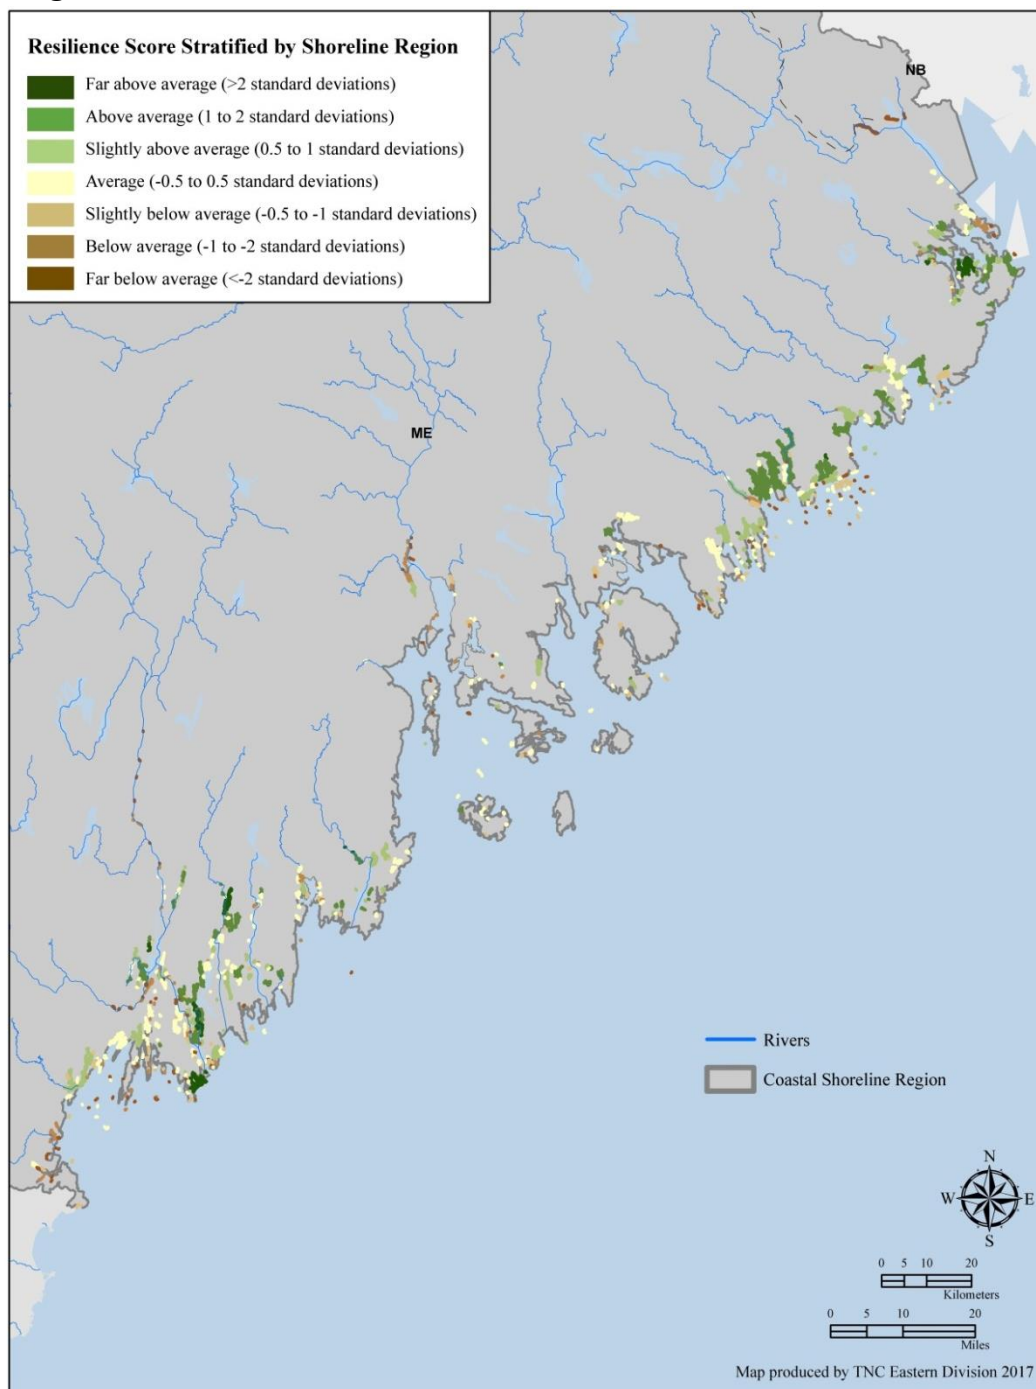 Resilience Score Stratified by Shoreline Region
Far above average (>2 standard deviations)
Above average (1 to 2 standard deviations)
Slightly above average (0.5 to 1 standard deviations)
Average (-0.5 to 0.5 standard deviations)
Slightly below average (-0.5 to -1 standard deviations)
Below average (-1 to -2 standard deviations)
Far below average (<-2 standard deviations)
NB
ME
Rivers
Coastal Shoreline Region
N
W E
S
0 5 10 20
Kilometers
0 5 10 20
Miles
Map produced by TNC Eastern Division 2017